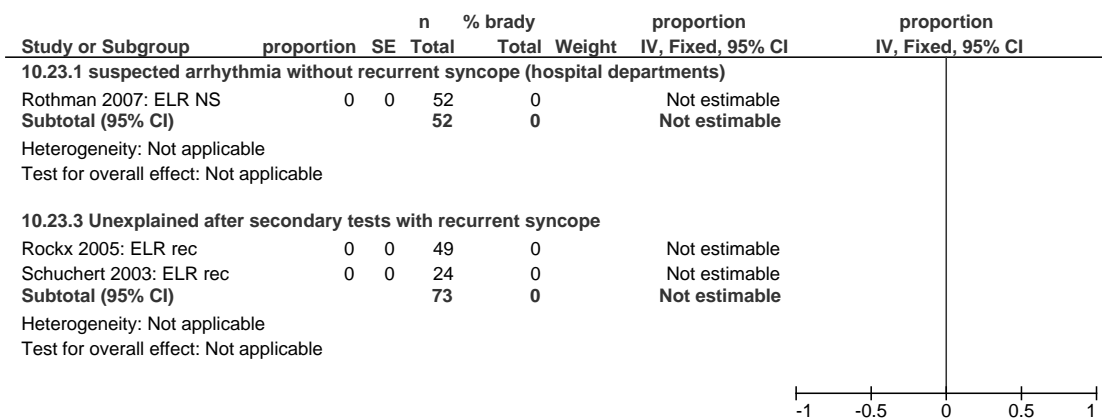 n % brady proportion proportion
Study or Subgroup proportion SE Total Total Weight IV, Fixed, 95% CI IV, Fixed, 95% CI
10.23.1 suspected arrhythmia without recurrent syncope (hospital departments)
Rothman 2007: ELR NS 0 0 52 0 Not estimable
Subtotal (95% CI) 52 0 Not estimable
Heterogeneity: Not applicable
Test for overall effect: Not applicable
10.23.3 Unexplained after secondary tests with recurrent syncope
Rockx 2005: ELR rec 0 0 49 0 Not estimable
Schuchert 2003: ELR rec 0 0 24 0 Not estimable
Subtotal (95% CI) 73 0 Not estimable
Heterogeneity: Not applicable
Test for overall effect: Not applicable
-1 -0.5 0 0.5 1